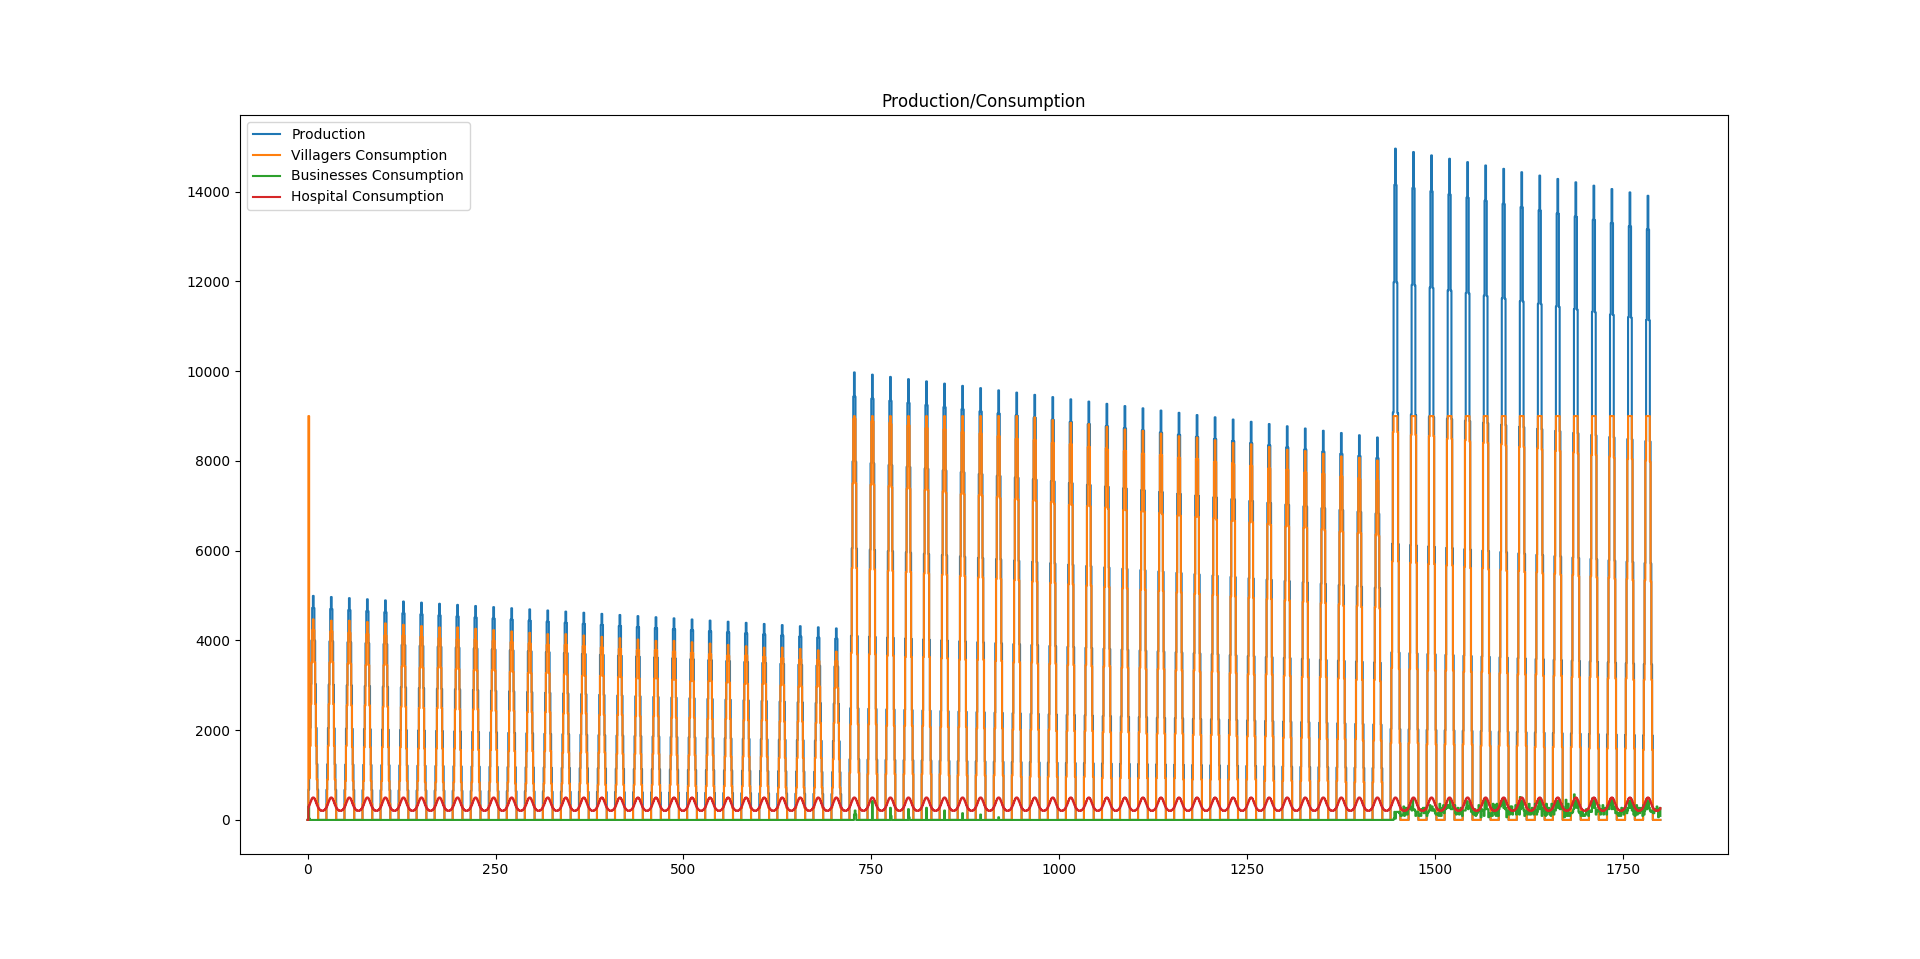 Production/Consumption
Production
Villagers Consumption
Businesses Consumption
Hospital Consumption
14000
12000
10000
8000
6000
4000
2000
0
0 250 500 750 1000 1250 1500 1750